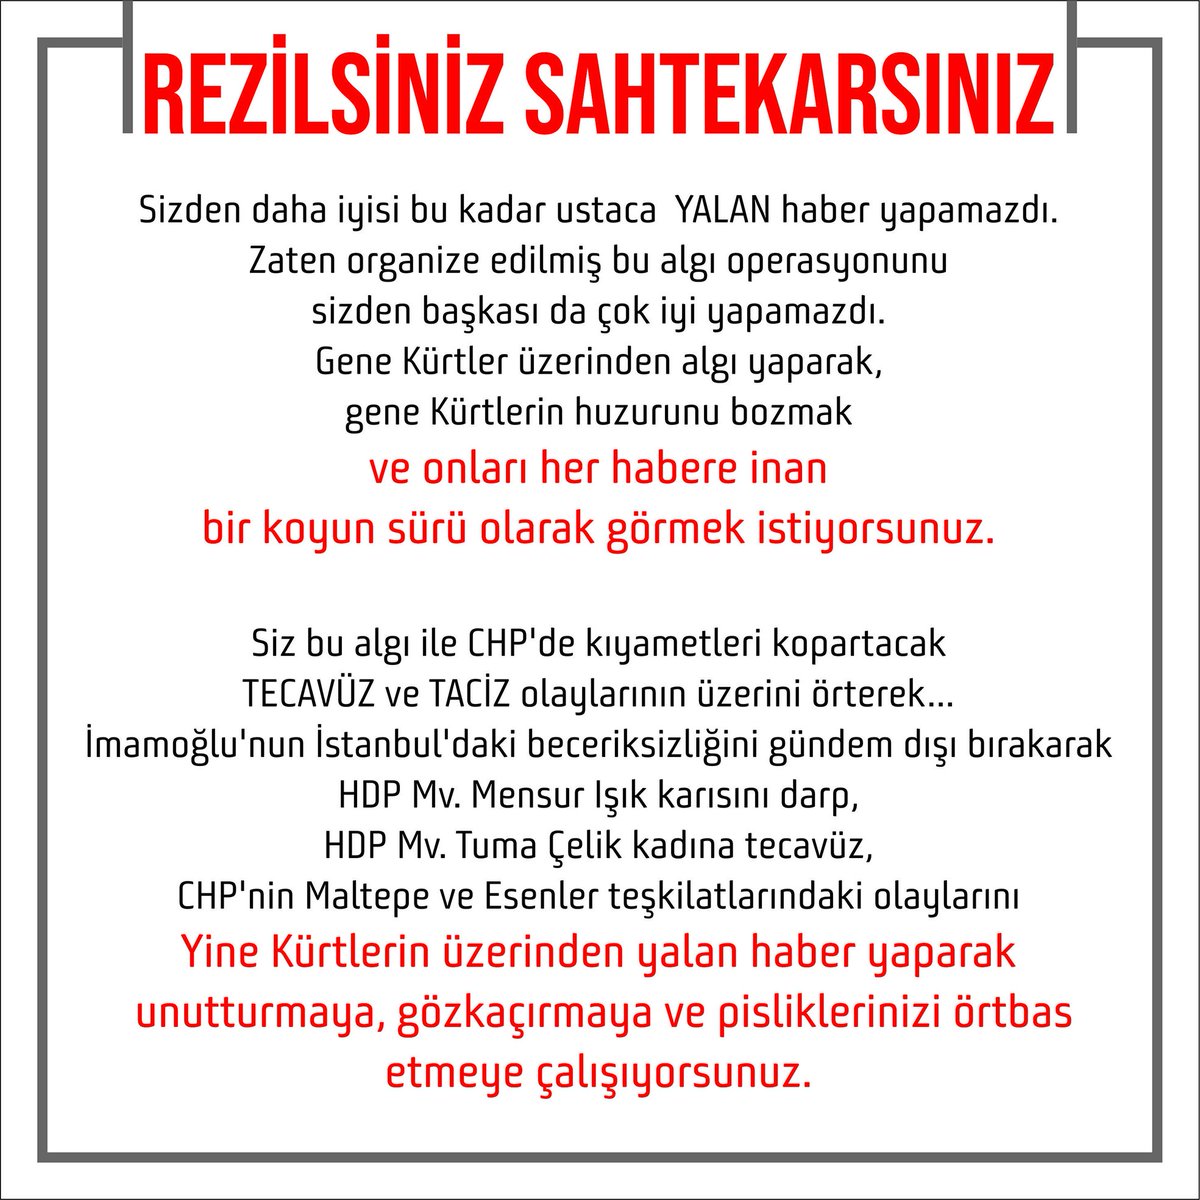 REZİLSİNİZ SAHTEKARSINIZ
Sizden daha iyisi bu kadar ustaca YALAN haber yapamazdı.
Zaten organize edilmiş bu algı operasyonunu
sizden başkası da çok iyi yapamazdı.
Gene Kürtler üzerinden algı yaparak,
gene Kürtlerin huzurunu bozmak
ve onları her habere inan
bir koyun sürü olarak görmek istiyorsunuz.
Siz bu algı ile CHP'de kıyametleri kopartacak
TECAVÜZ ve TACİZ olaylarının üzerini örterek...
İmamoğlu'nun İstanbul'daki beceriksizliğini gündem dışı bırakarak
HDP Mv. Mensur Işık karısını darp,
HDP Mv. Tuma Çelik kadına tecavüz,
CHP'nin Maltepe ve Esenler teşkilatlarındaki olaylarını
Yine Kürtlerin üzerinden yalan haber yaparak
unutturmaya, gözkaçırmaya ve pisliklerinizi örtbas
etmeye çalışıyorsunuz.